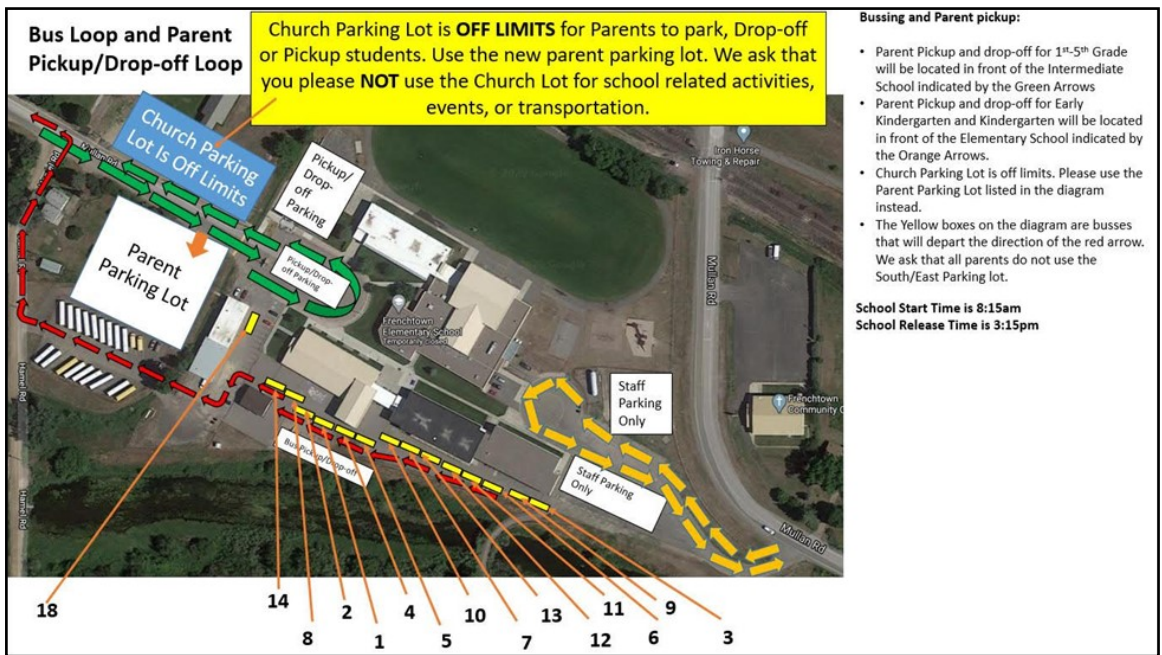 Bus Loop and Parent
Pickup/Drop-off Loop
Church Parking Lot is OFF LIMITS for Parents to park, Drop-off
or Pickup students. Use the new parent parking lot. We ask that
you please NOT use the Church Lot for school related activities,
events, or transportation.
Bussing and Parent pickup:
• Parent Pickup and drop-off for 1st-5th Grade
will be located in front of the Intermediate
School indicated by the Green Arrows
• Parent Pickup and drop-off for Early
Kindergarten and Kindergarten will be located
in front of the Elementary School indicated by
the Orange Arrows.
• Church Parking Lot is off limits. Please use the
Parent Parking Lot listed in the diagram
instead.
• The Yellow boxes on the diagram are busses
that will depart the direction of the red arrow.
We ask that all parents do not use the
South/East Parking lot.
School Start Time is 8:15am
School Release Time is 3:15pm
Church Parking
Lot Is Off Limits
Mullan Rd
Pickup/
Drop-
off
Parking
Iron Horse
Towing & Repair
Parent
Parking Lot
Pickup/Drop-
off Parking
Mullan Rd
Frenchtown
Elementary School
Temporarily closed
Staff
Parking
Only
Frenchtown
Community C
Hamel Rd
Bus Pickup/Drop-off
Staff Parking
Only
Hamel Rd
Mullan Rd
18
14
8
2
1
4
5
10
7
13
12
11
6
9
3